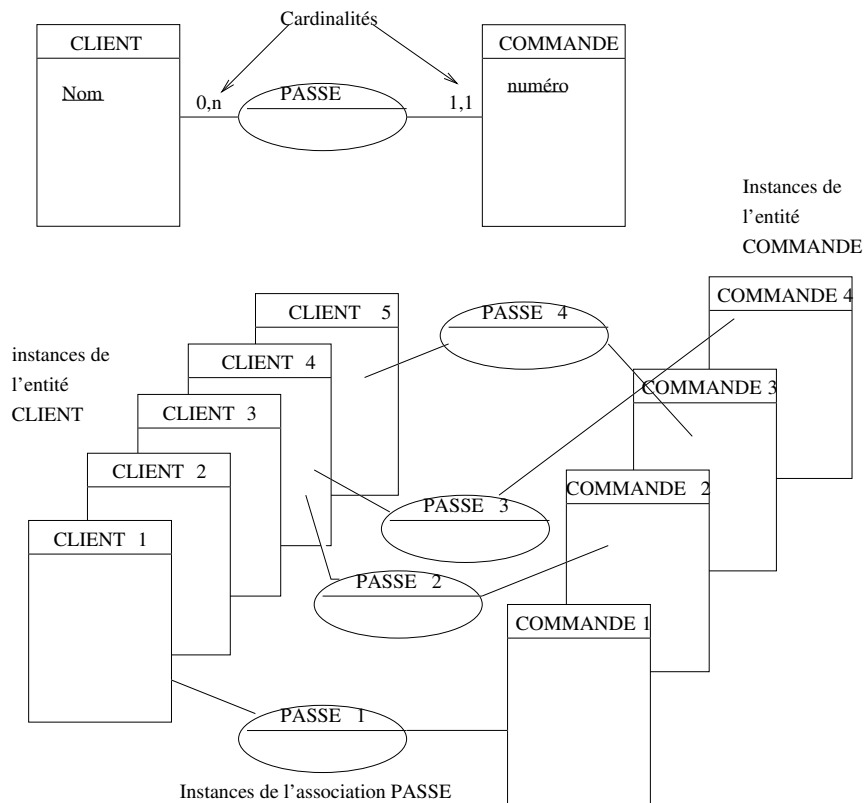 Cardinalités
CLIENT
COMMANDE
Nom
0,n
PASSE
1,1
numéro
Instances de
l'entité
COMMANDE
instances de
l'entité
CLIENT
CLIENT 5
PASSE 4
COMMANDE 4
CLIENT 4
COMMANDE 3
CLIENT 3
CLIENT 2
PASSE 3
COMMANDE 2
CLIENT 1
PASSE 2
COMMANDE 1
PASSE 1
Instances de l'association PASSE